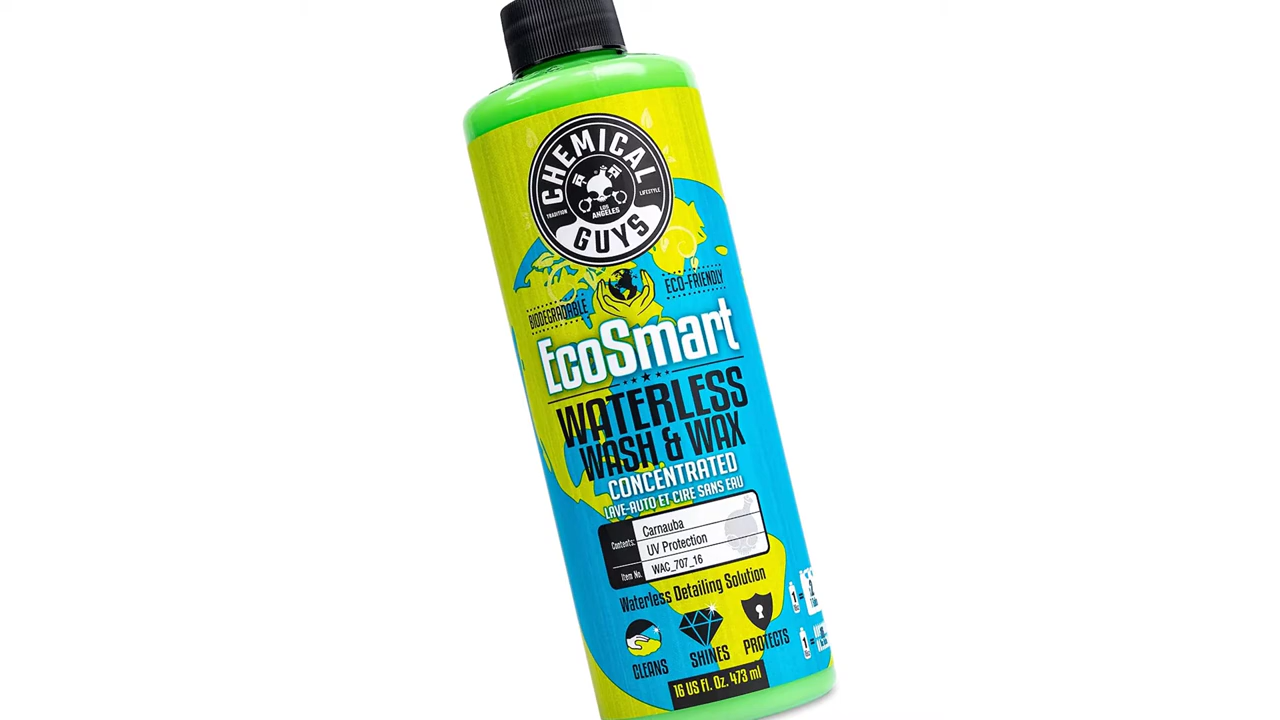 CHEMICAL
TRADITION
LIFESTYLE
LOS
ANGELES
GUYS
BIODEGRADABLE
ECO-FRIENDLY
EcoSmart
WATERLESS
WASH & WAX
CONCENTRATED
LAVE-AUTO ET CIRE SANS EAU
Contents: Carnauba
UV Protection
Item No. WAC_707_16
Waterless Detailing Solution
CLEANS SHINES PROTECTS
16 US Fl. Oz. 473 ml